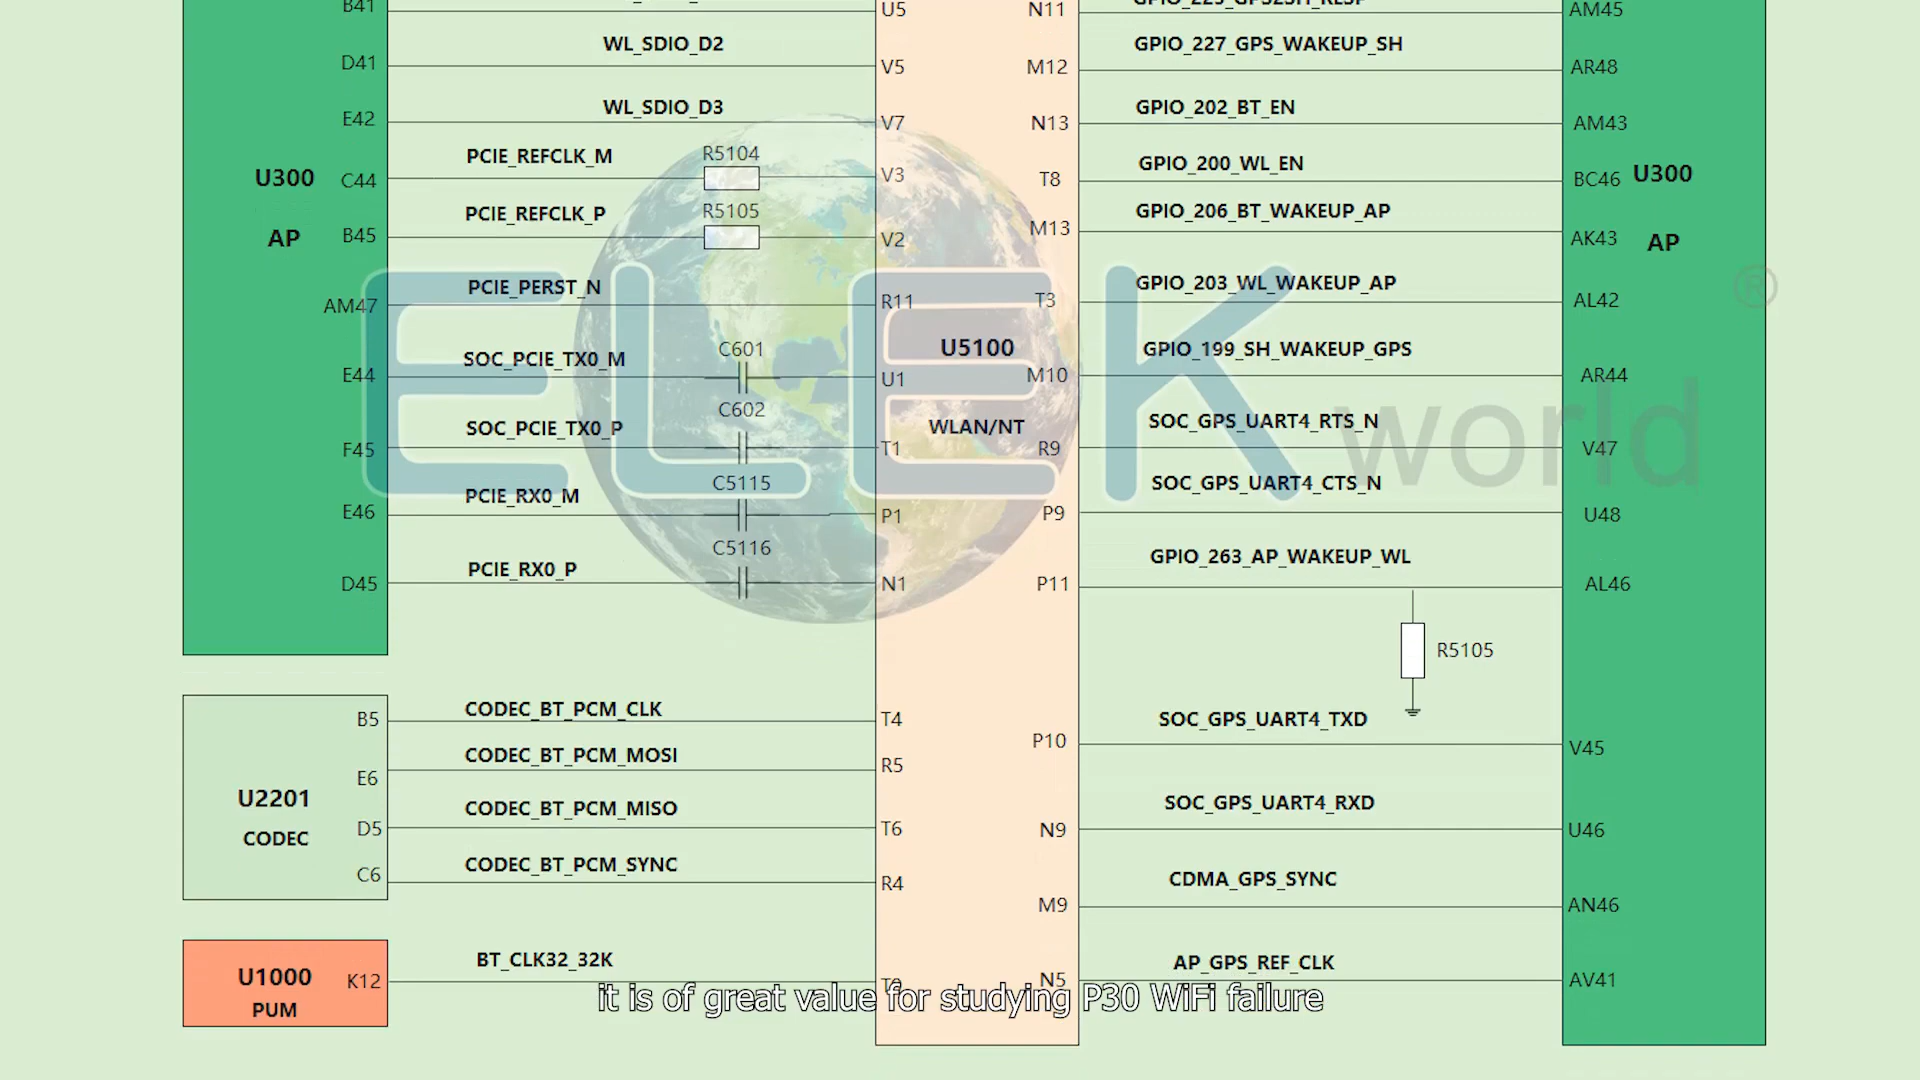 B41 U5 N11 GPIO_225_GPS2SH_RESP AM45
WL_SDIO_D2 GPIO_227_GPS_WAKEUP_SH
D41 V5 M12 AR48
WL_SDIO_D3 GPIO_202_BT_EN
E42 V7 N13 AM43
PCIE_REFCLK_M R5104 GPIO_200_WL_EN
U300 C44 V3 T8 BC46 U300
PCIE_REFCLK_P R5105 GPIO_206_BT_WAKEUP_AP
AP B45 V2 M13 AK43 AP
PCIE_PERST_N GPIO_203_WL_WAKEUP_AP ®
AM47 R11 T3 AL42
SOC_PCIE_TX0_M C601 U5100 GPIO_199_SH_WAKEUP_GPS
E44 U1 M10 AR44
SOC_PCIE_TX0_P C602 WLAN/NT SOC_GPS_UART4_RTS_N
F45 T1 R9 V47
ELEK world
PCIE_RX0_M C5115 SOC_GPS_UART4_CTS_N
E46 P1 P9 U48
PCIE_RX0_P C5116 GPIO_263_AP_WAKEUP_WL
D45 N1 P11 AL46
R5105
CODEC_BT_PCM_CLK SOC_GPS_UART4_TXD
B5 T4 P10 V45
CODEC_BT_PCM_MOSI
E6 R5
U2201 CODEC_BT_PCM_MISO SOC_GPS_UART4_RXD
CODEC D5 T6 N9 U46
CODEC_BT_PCM_SYNC CDMA_GPS_SYNC
C6 R4 M9 AN46
BT_CLK32_32K AP_GPS_REF_CLK
U1000 K12 N5 AV41
PUM
it is of great value for studying P30 WiFi failure